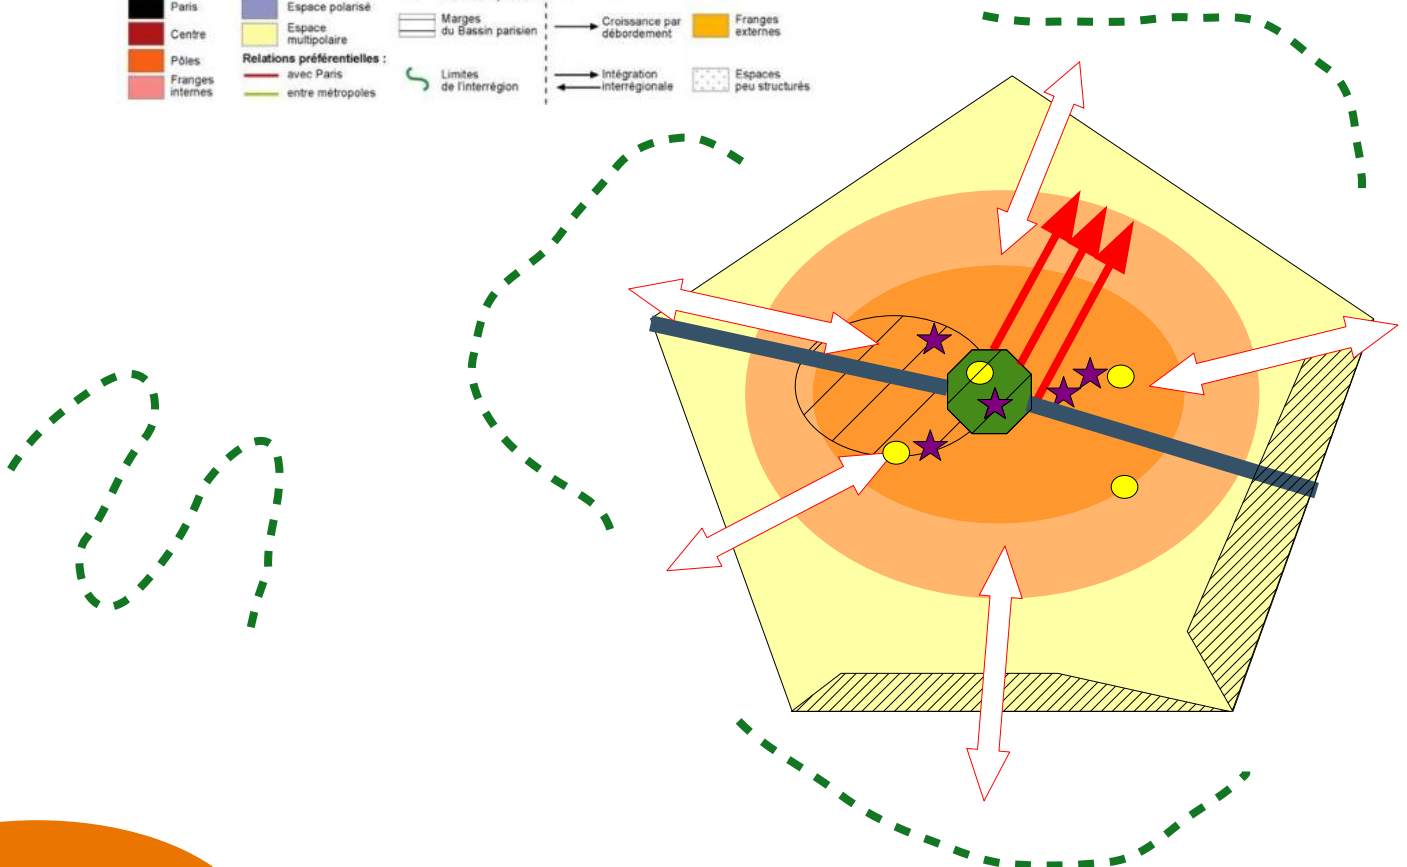 Paris
Centre
Pôles
Franges
internes
Espace polarisé
Espace
multipolaire
Relations préférentielles :
avec Paris
entre métropoles
Marges
du Bassin parisien
Limites
de l'interrégion
Croissance par
débordement
Intégration
interrégionale
Franges
externes
Espaces
peu structurés